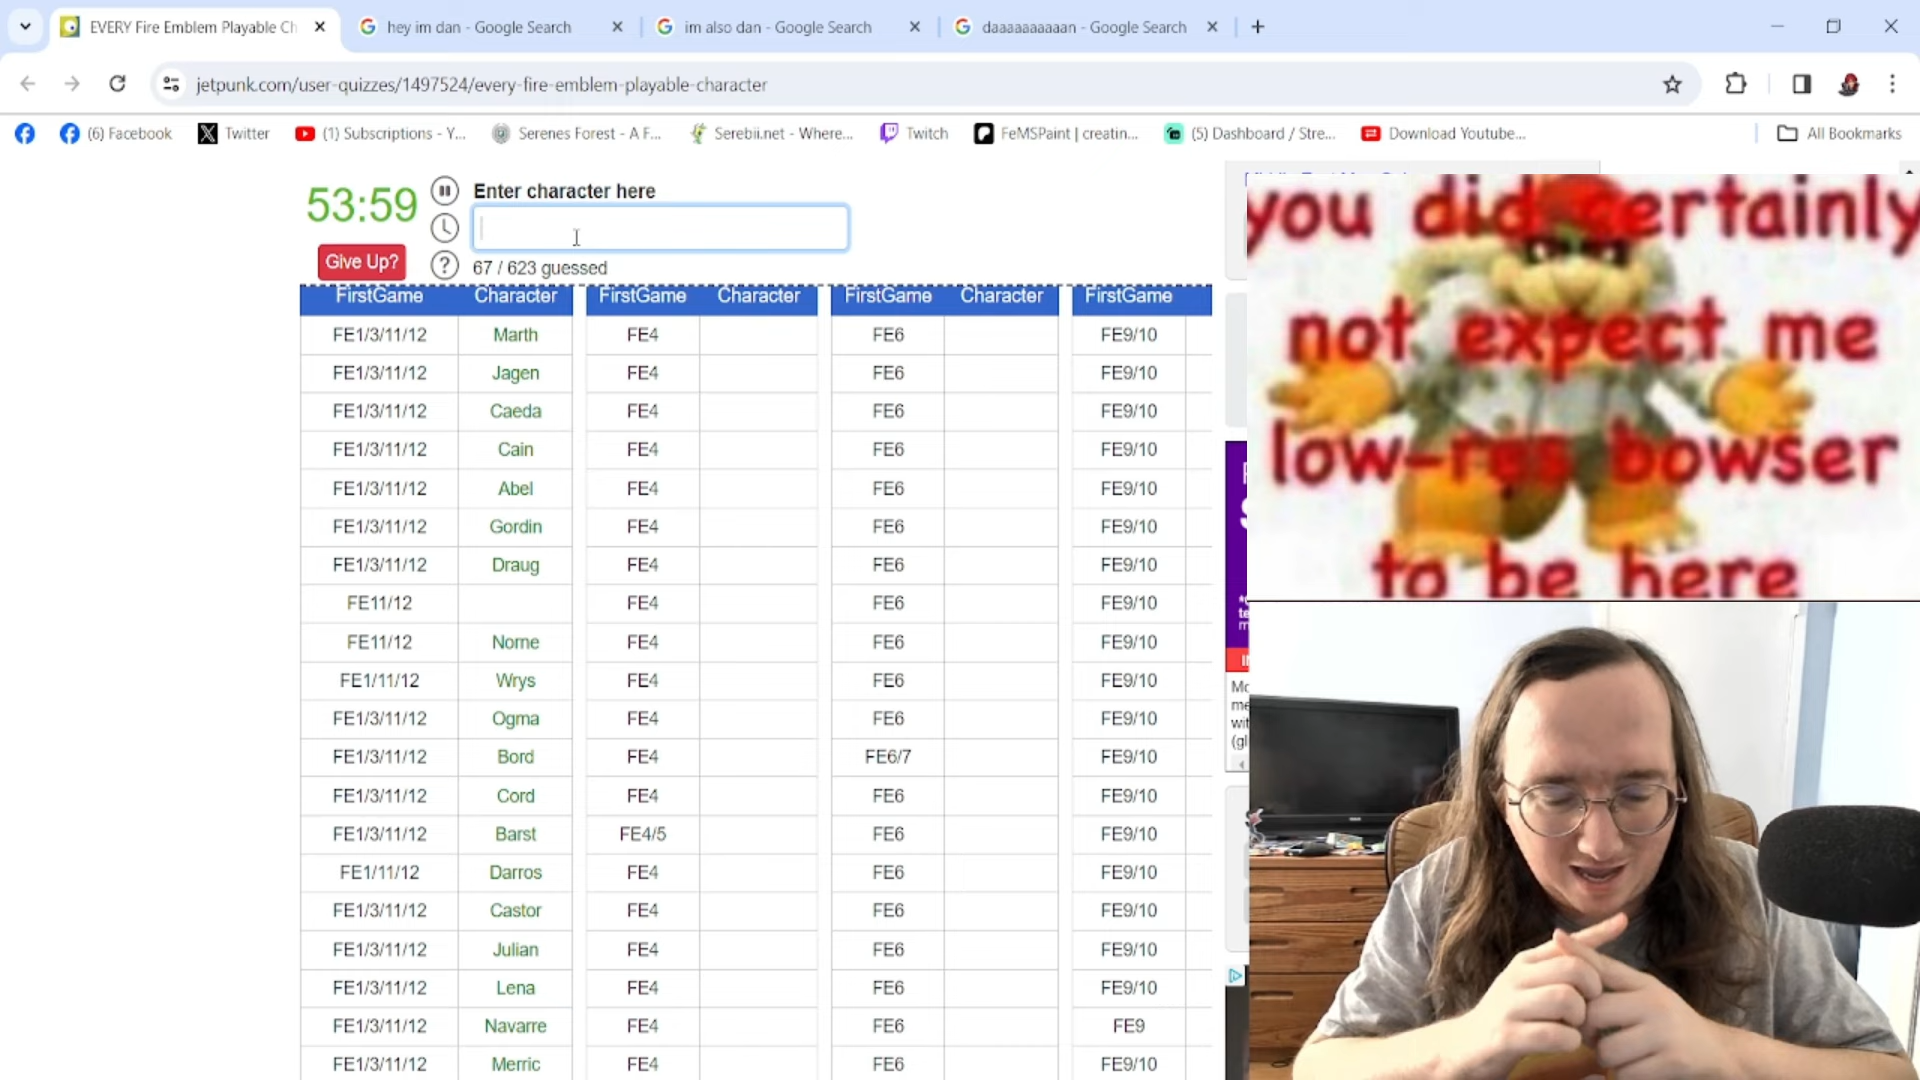 EVERY Fire Emblem Playable Ch
hey im dan - Google Search
im also dan - Google Search
daaaaaaaaaan - Google Search
jetpunk.com/user-quizzes/1497524/every-fire-emblem-playable-character
(6) Facebook
Twitter
(1) Subscriptions - Y...
Serenes Forest - A F...
Serebii.net - Where...
Twitch
FeMSPaint | creatin...
(5) Dashboard / Stre...
Download Youtube...
All Bookmarks
53:59
Enter character here
Give Up?
67 / 623 guessed
FirstGame Character FirstGame Character FirstGame Character FirstGame
FE1/3/11/12 Marth FE4 FE6 FE9/10
FE1/3/11/12 Jagen FE4 FE6 FE9/10
FE1/3/11/12 Caeda FE4 FE6 FE9/10
FE1/3/11/12 Cain FE4 FE6 FE9/10
FE1/3/11/12 Abel FE4 FE6 FE9/10
FE1/3/11/12 Gordin FE4 FE6 FE9/10
FE1/3/11/12 Draug FE4 FE6 FE9/10
FE11/12 FE4 FE6 FE9/10
FE11/12 Norne FE4 FE6 FE9/10
FE1/11/12 Wrys FE4 FE6 FE9/10
FE1/3/11/12 Ogma FE4 FE6 FE9/10
FE1/3/11/12 Bord FE4 FE6/7 FE9/10
FE1/3/11/12 Cord FE4 FE6 FE9/10
FE1/3/11/12 Barst FE4/5 FE6 FE9/10
FE1/11/12 Darros FE4 FE6 FE9/10
FE1/3/11/12 Castor FE4 FE6 FE9/10
FE1/3/11/12 Julian FE4 FE6 FE9/10
FE1/3/11/12 Lena FE4 FE6 FE9/10
FE1/3/11/12 Navarre FE4 FE6 FE9
FE1/3/11/12 Merric FE4 FE6 FE9/10
you did certainly
not expect me
low-res bowser
to be here